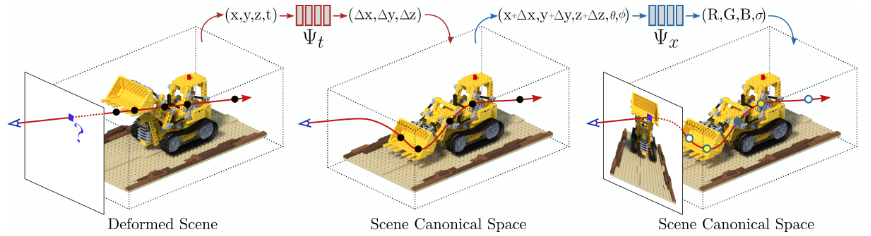 (x,y,z,t)
Ψt
(Δx,Δy,Δz)
(x+Δx,y+Δy,z+Δz,θ,ϕ)
Ψx
(R,G,B,σ)
?
Deformed Scene
Scene Canonical Space
Scene Canonical Space